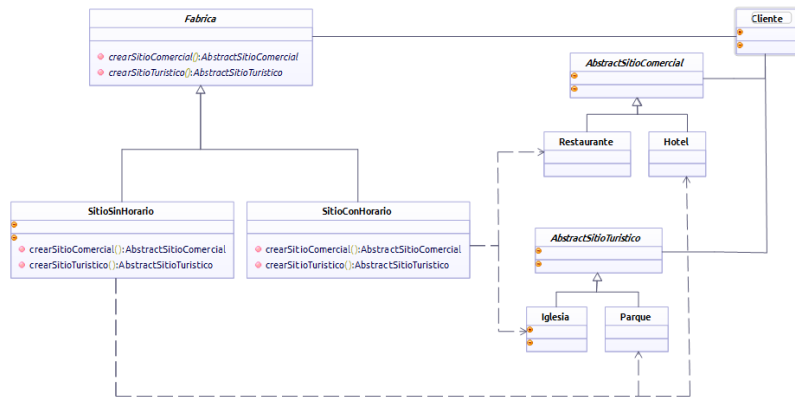 Fabrica
crearSitioComercial():AbstractSitioComercial
crearSitioTuristico():AbstractSitioTuristico
Cliente
AbstractSitioComercial
Restaurante
Hotel
SitioSinHorario
crearSitioComercial():AbstractSitioComercial
crearSitioTuristico():AbstractSitioTuristico
SitioConHorario
crearSitioComercial():AbstractSitioComercial
crearSitioTuristico():AbstractSitioTuristico
AbstractSitioTuristico
Iglesia
Parque